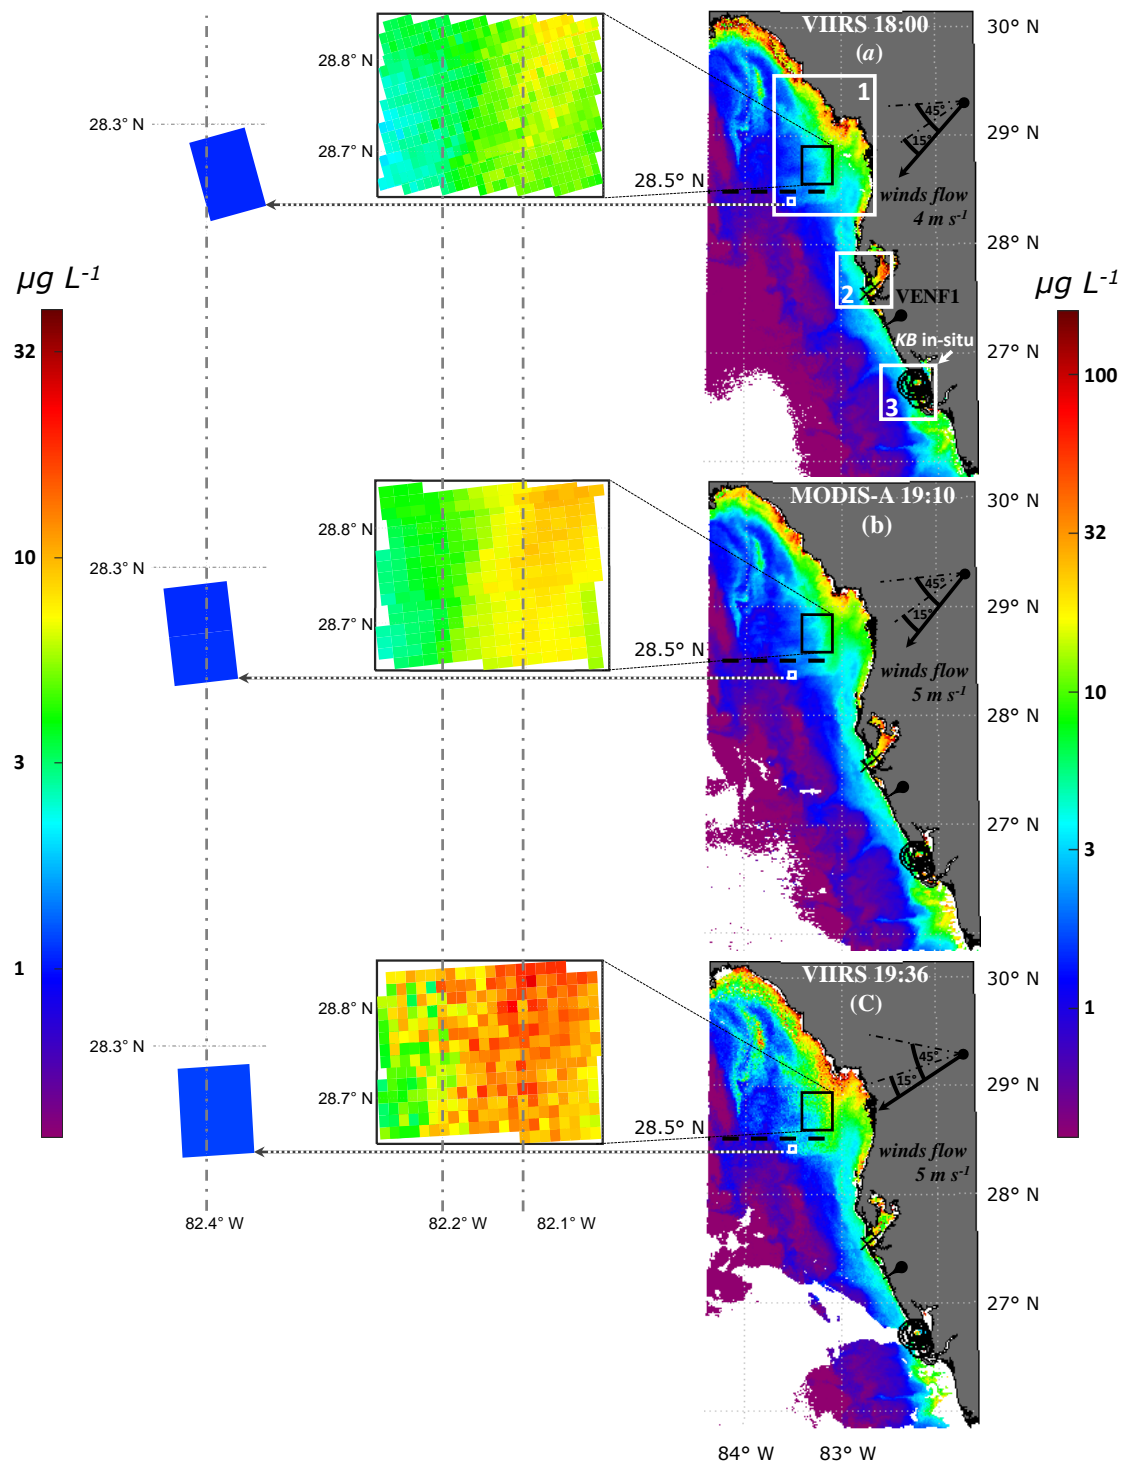 VIIRS 18:00
(a)
30° N
28.8° N
1
45°
29° N
28.3° N
15°
28.7° N
28.5° N
winds flow
4 m s-1
28° N
µg L-1
2
VENF1
µg L-1
32
KB in-situ
27° N
100
3
MODIS-A 19:10
(b)
30° N
28.8° N
32
10
28.3° N
45°
15°
29° N
28.7° N
28.5° N
winds flow
5 m s-1
10
28° N
3
27° N
3
1
VIIRS 19:36
(C)
30° N
28.8° N
1
28.3° N
45°
15°
29° N
28.7° N
28.5° N
winds flow
5 m s-1
28° N
82.4° W
82.2° W
82.1° W
27° N
84° W
83° W